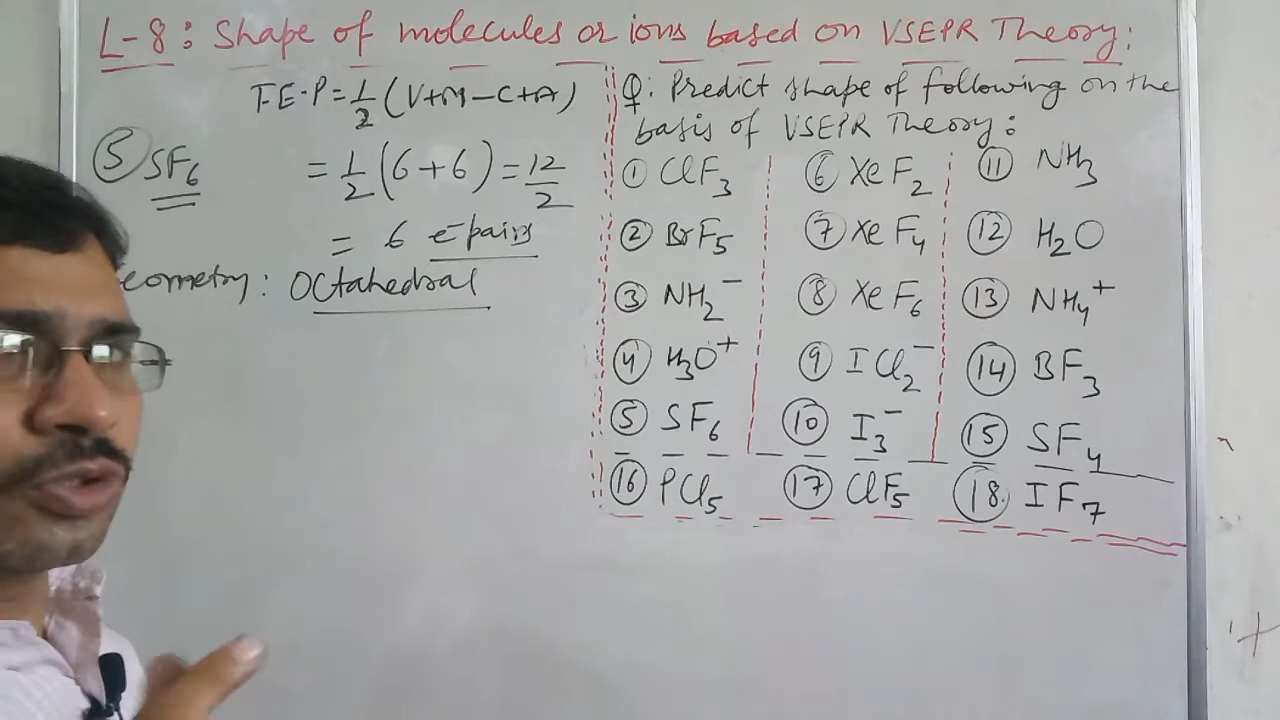 L-8: Shape of molecules or ions based on VSEPR Theory:
T.E.P = 1/2 (V+M-C+A)
⑤ SF₆ = 1/2 (6+6) = 12/2
= 6 e⁻pairs
eometry: Octahedral
Q: Predict shape of following on the
basis of VSEPR Theory:
① ClF₃ ⑥ XeF₂ ⑪ NH₃
② BrF₅ ⑦ XeF₄ ⑫ H₂O
③ NH₂⁻ ⑧ XeF₆ ⑬ NH₄⁺
④ H₃O⁺ ⑨ ICl₂⁻ ⑭ BF₃
⑤ SF₆ ⑩ I₃⁻ ⑮ SF₄
⑯ PCl₅ ⑰ ClF₅ ⑱ IF₇